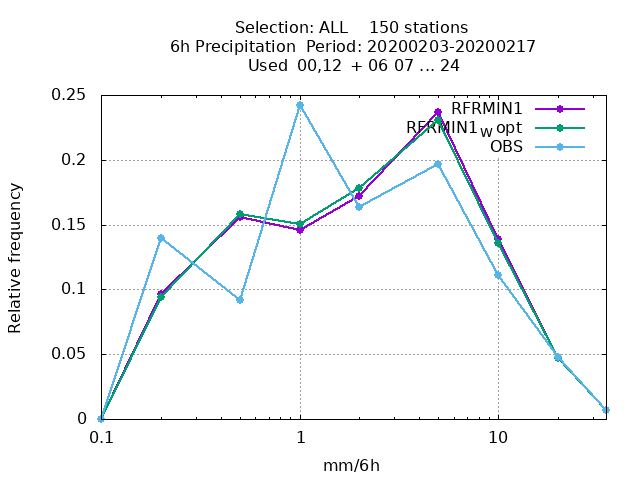 Selection: ALL    150 stations
6h Precipitation  Period: 20200203-20200217
Used  00,12  + 06 07 ... 24
0.25
RFRMIN1
RFRMIN1_W opt
OBS
0.2
0.15
0.1
0.05
0
Relative frequency
0.1 1 10
mm/6h